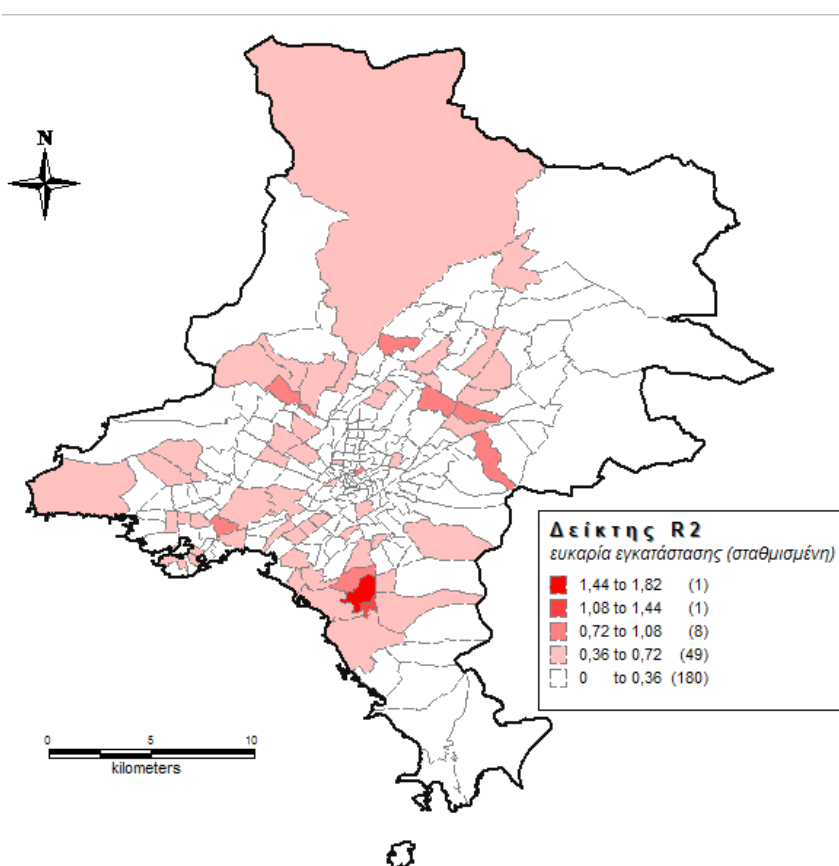 N
Δείκτης R2
ευκαρία εγκατάστασης (σταθμισμένη)
1,44 to 1,82 (1)
1,08 to 1,44 (1)
0,72 to 1,08 (8)
0,36 to 0,72 (49)
0 to 0,36 (180)
0 5 10
kilometers